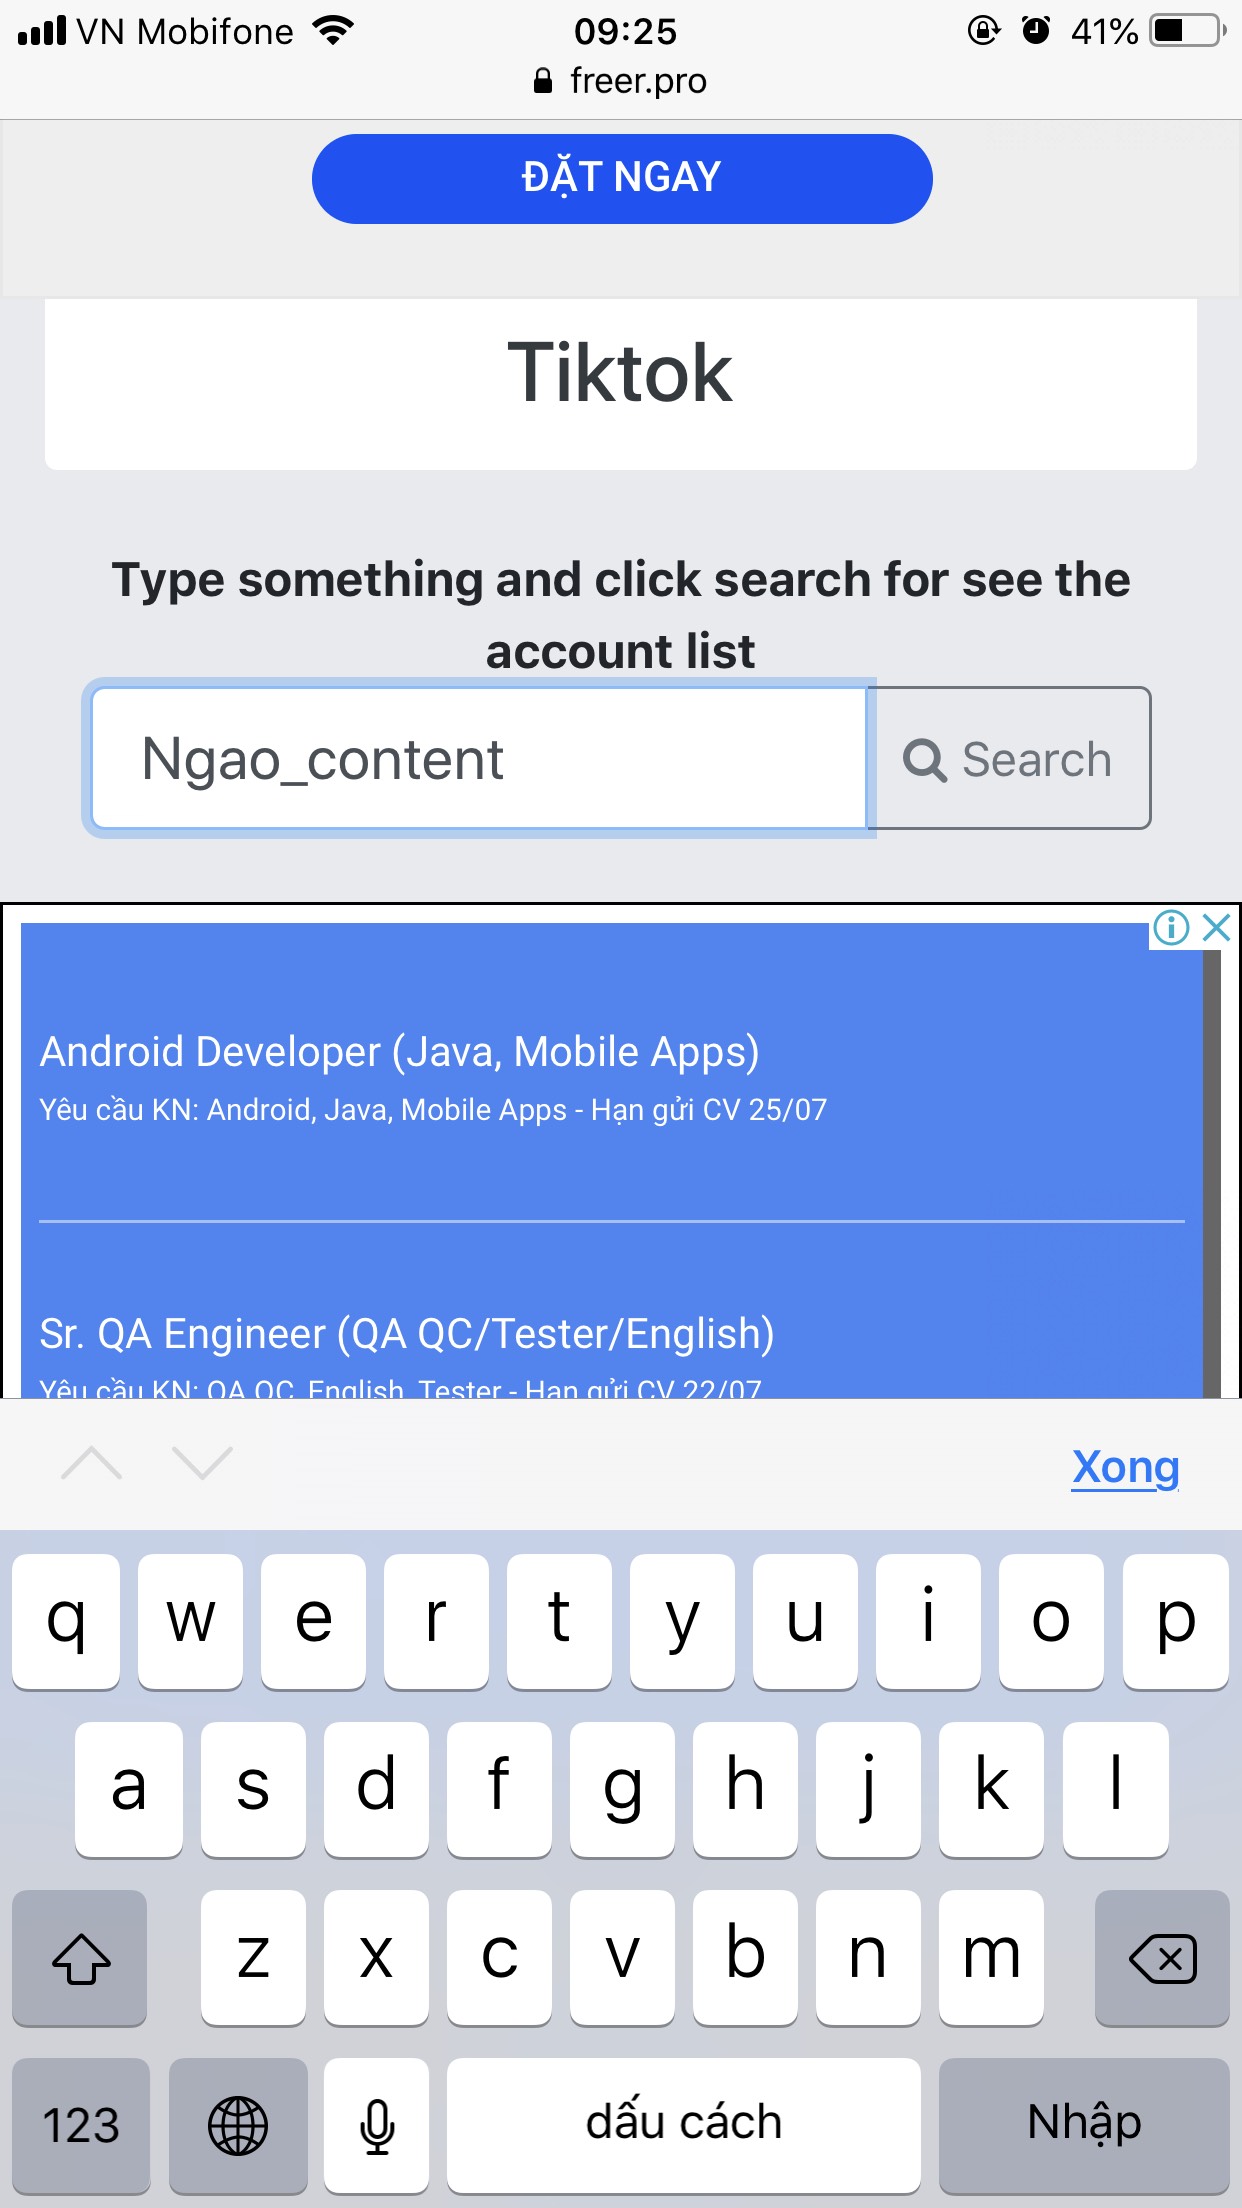 VN Mobifone 09:25 41%
freer.pro
ĐẶT NGAY
Tiktok
Type something and click search for see the
account list
Ngao_content Search
Android Developer (Java, Mobile Apps)
Yêu cầu KN: Android, Java, Mobile Apps - Hạn gửi CV 25/07
Sr. QA Engineer (QA QC/Tester/English)
Yêu cầu KN: QA QC, English, Tester - Hạn gửi CV 22/07
Xong
q w e r t y u i o p
a s d f g h j k l
z x c v b n m
123 dấu cách Nhập